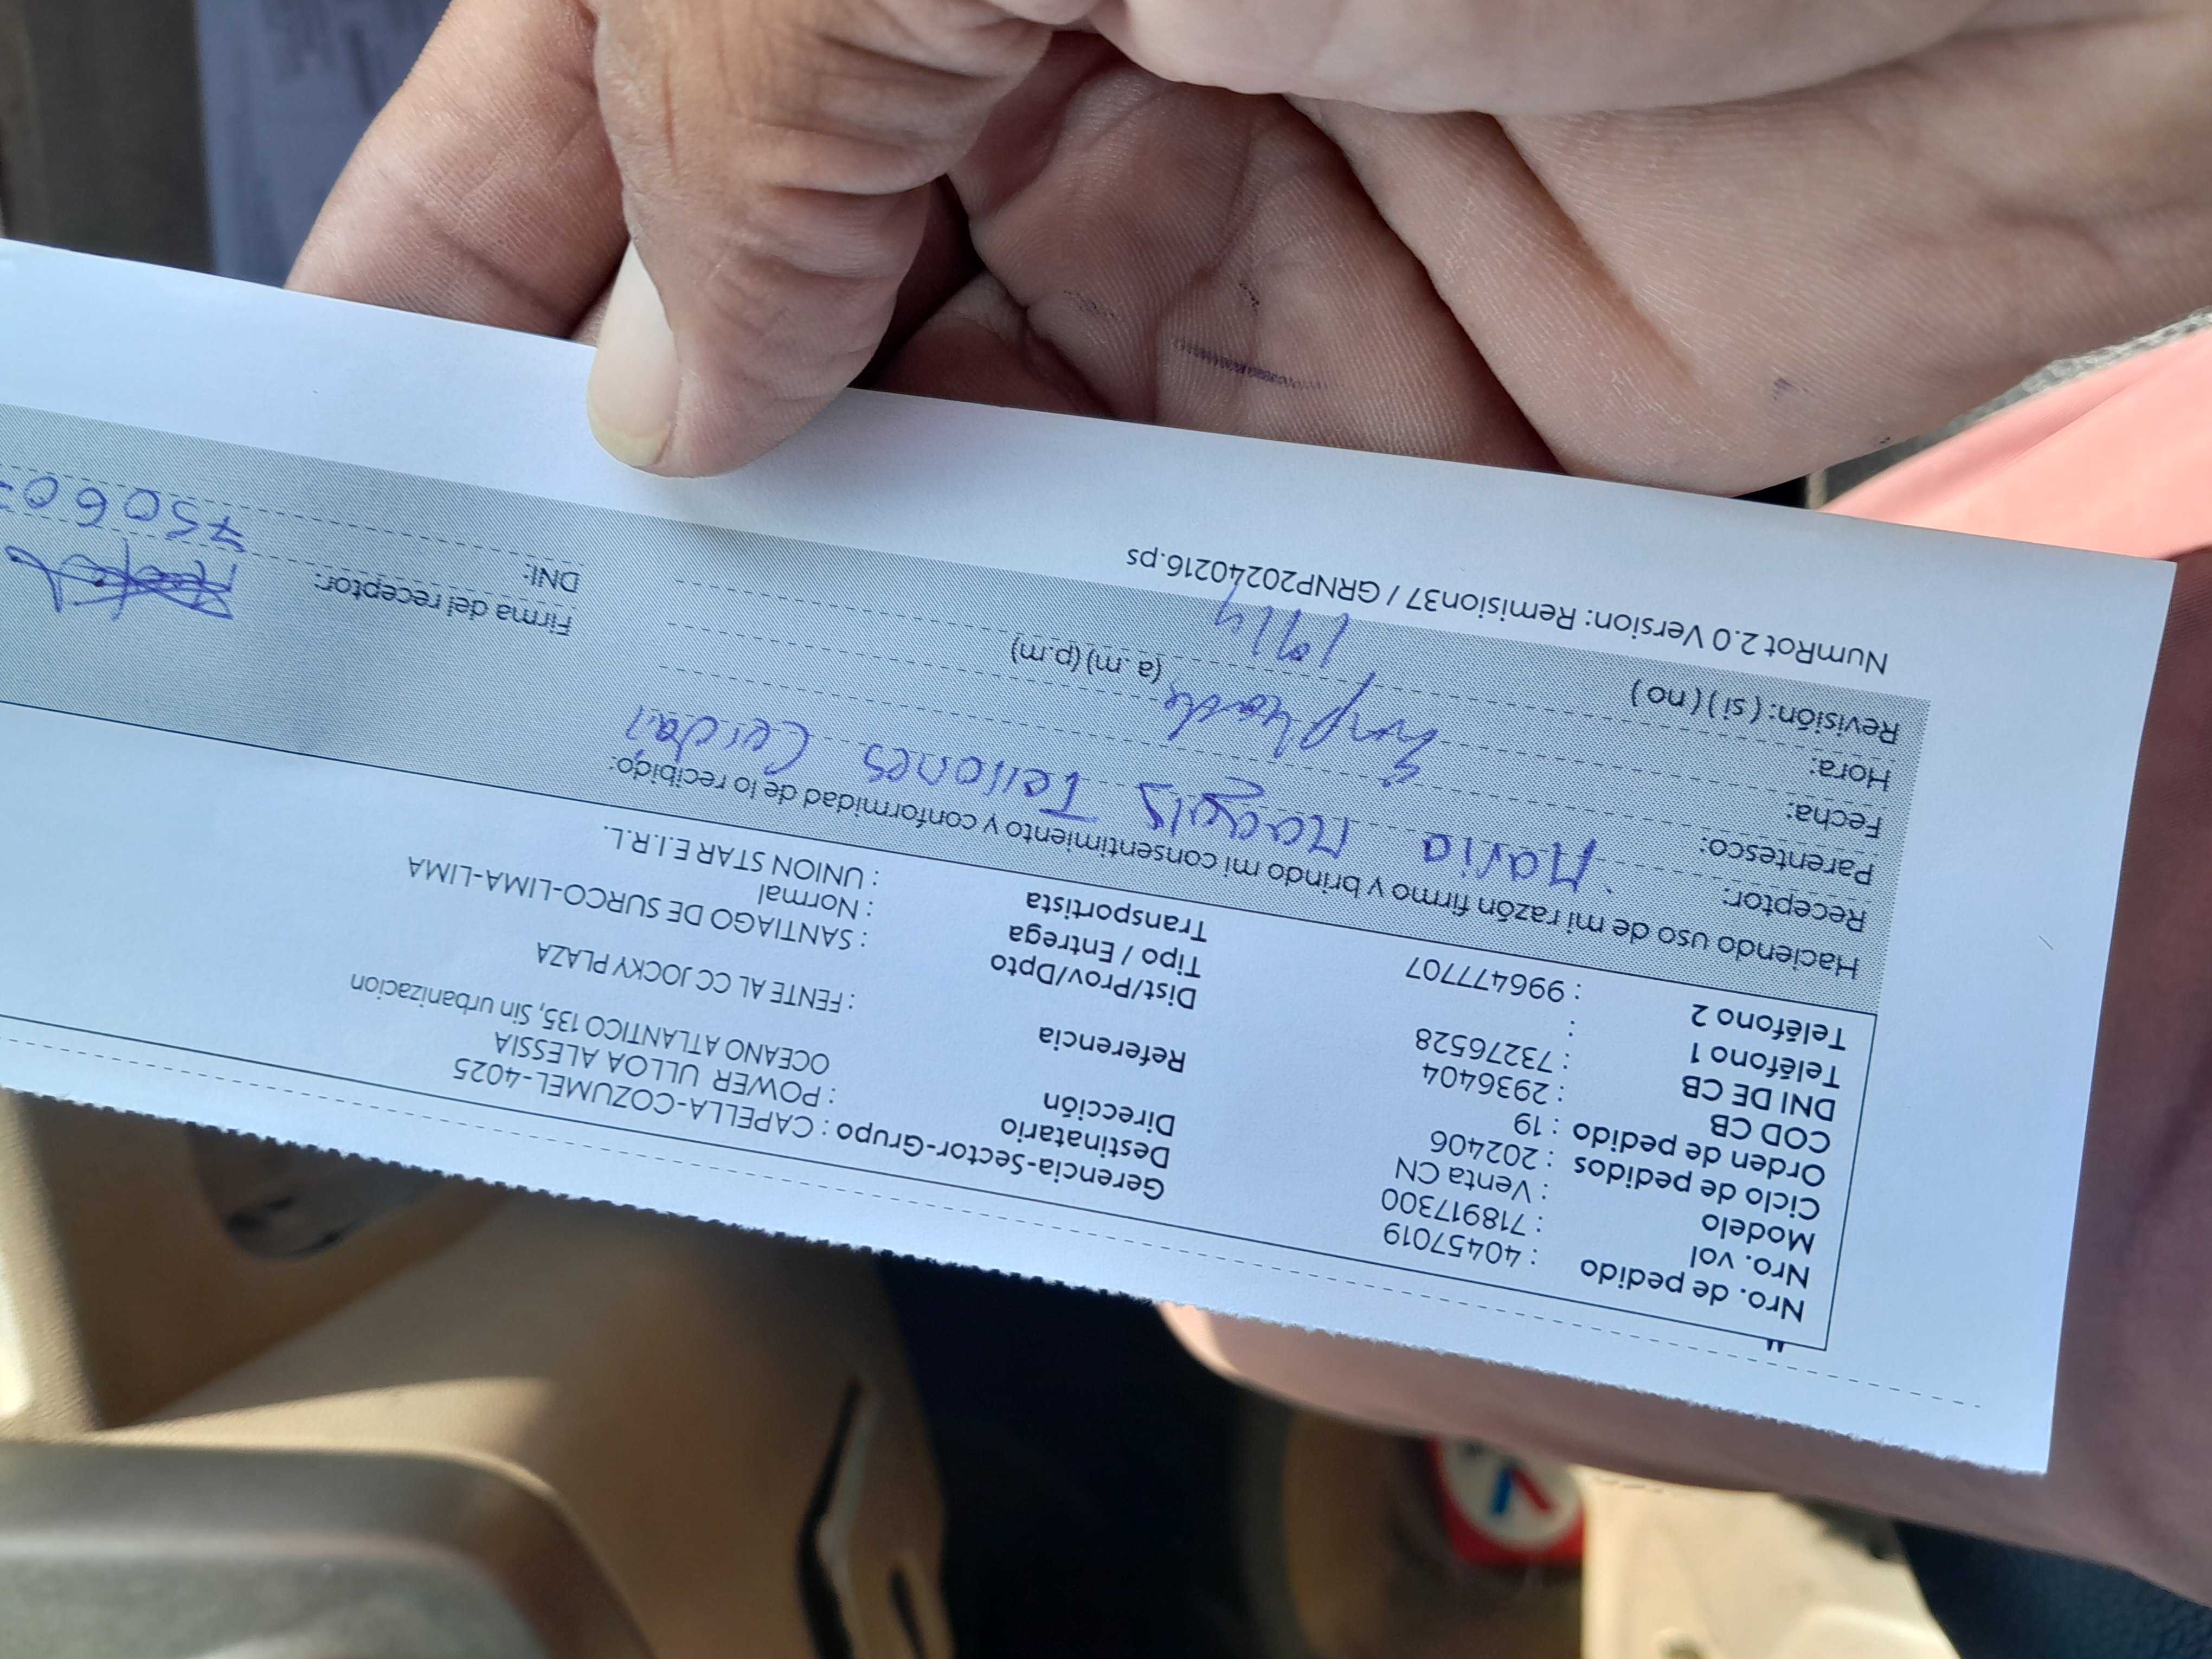 Nro. de pedido : 40457019
Nro. vol : 718917300
Modelo : Venta CN
Ciclo de pedidos : 202406
Orden de pedido : 19
COD CB : 2936404
DNI DE CB : 73276528
Teléfono 1 :
Teléfono 2 : 996477707
Gerencia-Sector-Grupo : CAPELLA-COZUMEL-4025
Destinatario : POWER ULLOA ALESSIA
Dirección OCEANO ATLANTICO 135, Sin urbanizacion
Referencia : FENTE AL CC JOCKY PLAZA
Dist/Prov/Dpto : SANTIAGO DE SURCO-LIMA-LIMA
Tipo / Entrega : Normal
Transportista : UNION STAR E.I.R.L.
Haciendo uso de mi razón firmo y brindo mi consentimiento y conformidad de lo recibido:
Receptor: Maria Terrones
Parentesco:
Fecha:
Hora: (a.m) (p.m)
Revisión: ( si ) ( no )
Firma del receptor:
DNI: 75060
NumRot 2.0 Version: Remision37 / GRNP20240216.ps